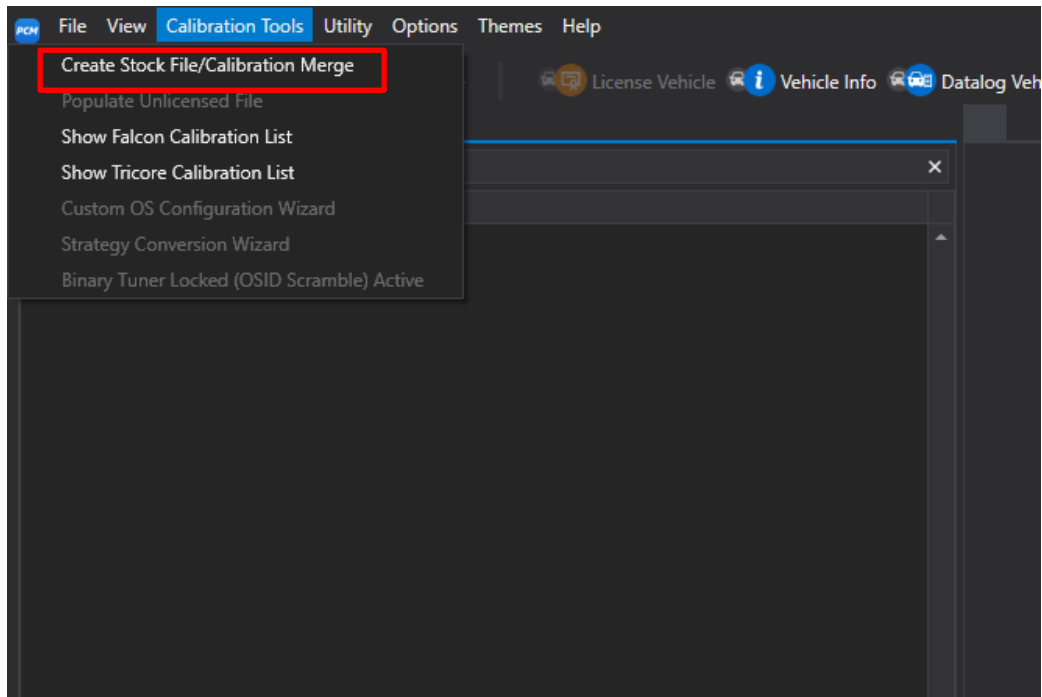 PCM File View Calibration Tools Utility Options Themes Help
Create Stock File/Calibration Merge
License Vehicle i Vehicle Info Datalog Veh
Populate Unlicensed File
Show Falcon Calibration List
Show Tricore Calibration List
Custom OS Configuration Wizard
Strategy Conversion Wizard
Binary Tuner Locked (OSID Scramble) Active